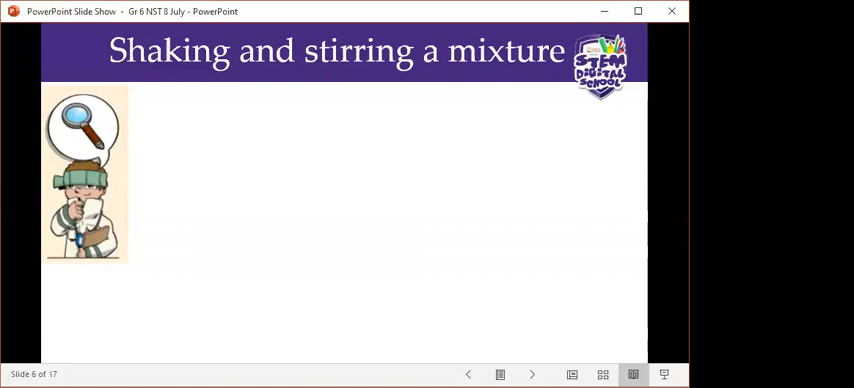 PowerPoint Slide Show - Gr 6 NST 8 July - PowerPoint
Shaking and stirring a mixture
STEM
DIGITAL
SCHOOL
Slide 6 of 17